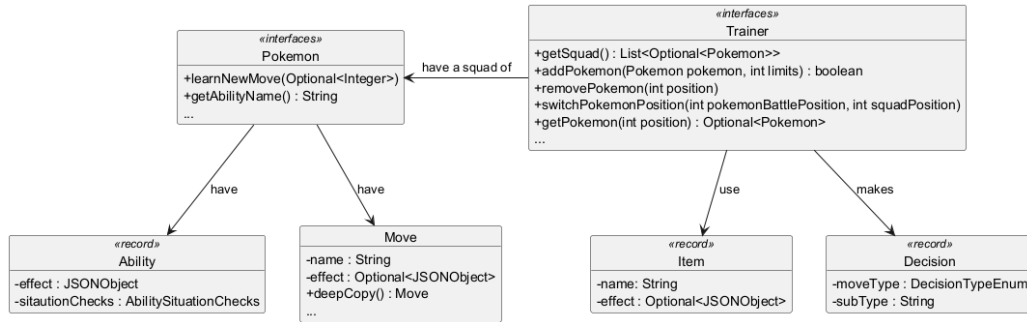 «interfaces»
Pokemon
+learnNewMove(Optional<Integer>)
+getAbilityName() : String
...
have a squad of
«interfaces»
Trainer
+getSquad() : List<Optional<Pokemon>>
+addPokemon(Pokemon pokemon, int limits) : boolean
+removePokemon(int position)
+switchPokemonPosition(int pokemonBattlePosition, int squadPosition)
+getPokemon(int position) : Optional<Pokemon>
...
have
have
use
makes
«record»
Ability
-effect : JSONObject
-sitautionChecks : AbilitySituationChecks
Move
-name : String
-effect : Optional<JSONObject>
+deepCopy() : Move
...
«record»
Item
-name: String
-effect : Optional<JSONObject>
«record»
Decision
-moveType : DecisionTypeEnum
-subType : String